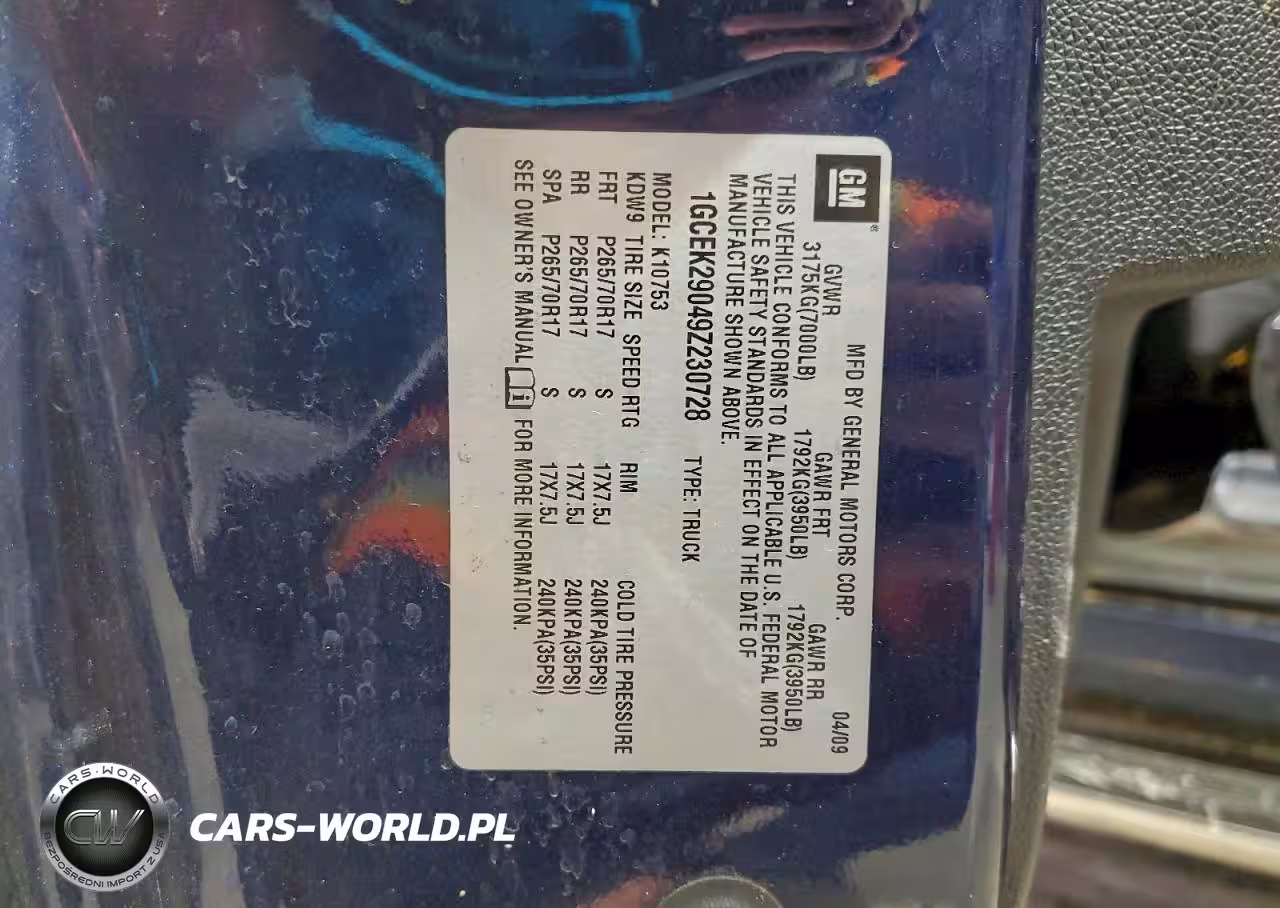 GM®
MFD BY GENERAL MOTORS CORP. 04/09
GVWR GAWR FRT GAWR RR
3175KG(7000LB) 1792KG(3950LB) 1792KG(3950LB)
THIS VEHICLE CONFORMS TO ALL APPLICABLE U.S. FEDERAL MOTOR
VEHICLE SAFETY STANDARDS IN EFFECT ON THE DATE OF
MANUFACTURE SHOWN ABOVE.
1GCEK29049Z230728 TYPE: TRUCK
MODEL: K10753
KDW9 TIRE SIZE SPEED RTG RIM COLD TIRE PRESSURE
FRT P265/70R17 S 17X7.5J 240KPA(35PSI)
RR P265/70R17 S 17X7.5J 240KPA(35PSI)
SPA P265/70R17 S 17X7.5J 240KPA(35PSI)
SEE OWNER'S MANUAL i FOR MORE INFORMATION.
CARS-WORLD
CW
BEZPOŚREDNI IMPORT Z USA
CARS-WORLD.PL